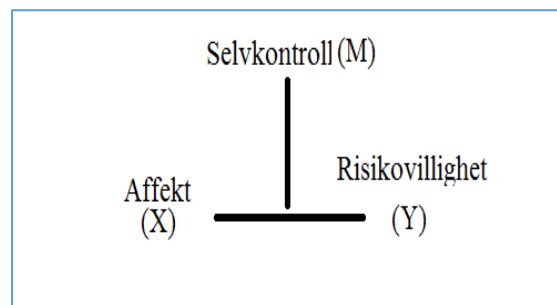 Selvkontroll (M)
Affekt
(X)
Risikovillighet
(Y)